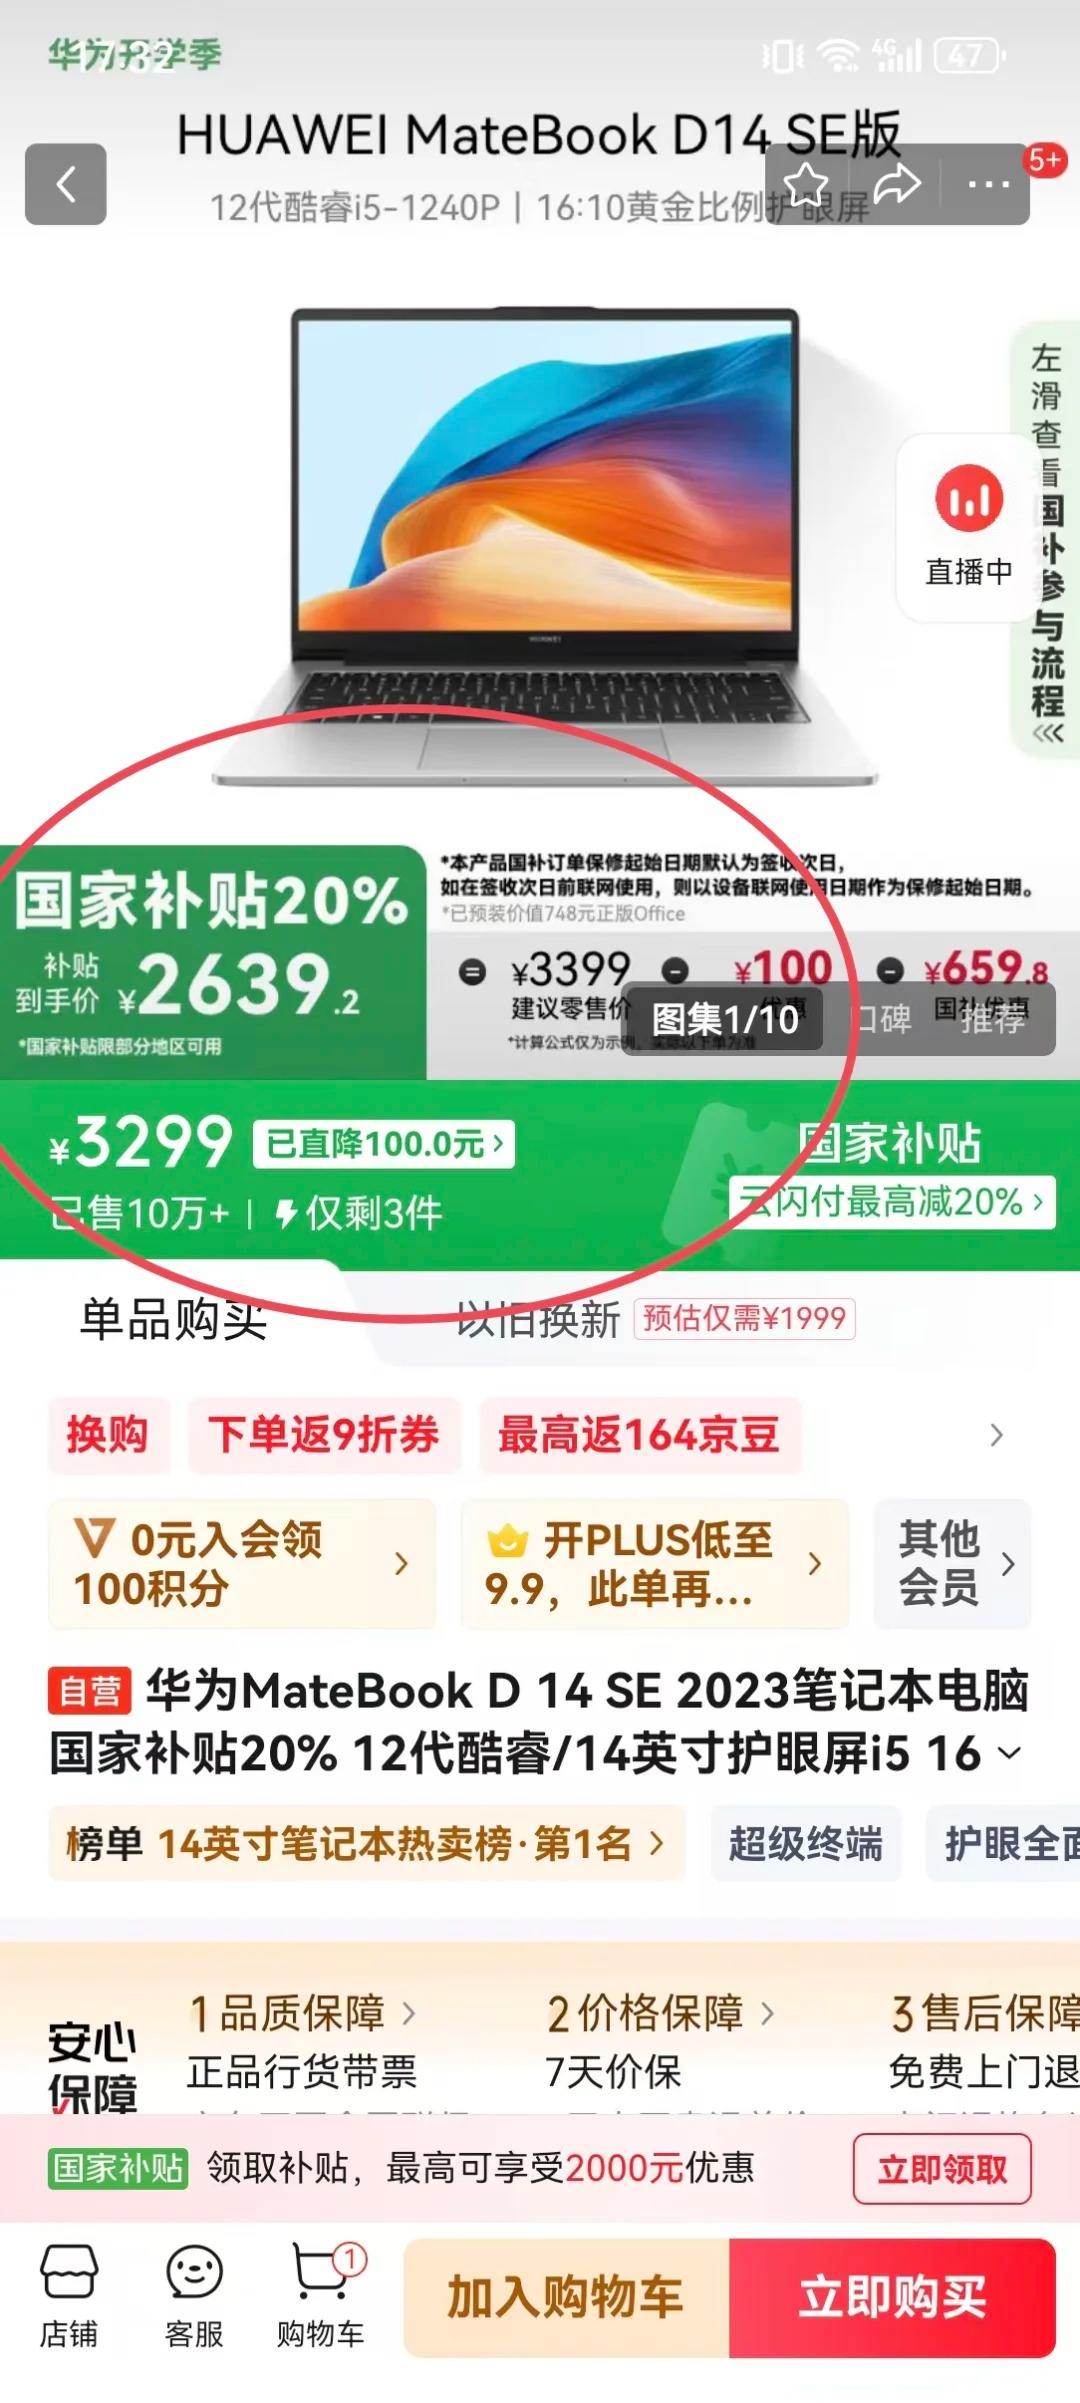 华为开学季
17:32
4G
47
HUAWEI MateBook D14 SE版
5+
12代酷睿i5-1240P | 16:10黄金比例护眼屏
左滑查看国补参与流程
直播中
HUAWEI
国家补贴20%
补贴到手价 ¥2639.2
*国家补贴限部分地区可用
*本产品国补订单保修起始日期默认为签收次日，
如在签收次日前联网使用，则以设备联网使用日期作为保修起始日期。
*已预装价值748元正版Office
= ¥3399 - ¥100 - ¥659.8
建议零售价 优惠 国补优惠
*计算公式仅为示例，实际以下单为准
图集1/10 口碑 推荐
¥3299 已直降100.0元>
国家补贴
已售10万+ | 仅剩3件
云闪付最高减20%>
单品购买 以旧换新 预估仅需¥1999
换购 下单返9折券 最高返164京豆
0元入会领
100积分
开PLUS低至
9.9，此单再...
其他
会员
自营 华为MateBook D 14 SE 2023笔记本电脑
国家补贴20% 12代酷睿/14英寸护眼屏i5 16
榜单 14英寸笔记本热卖榜·第1名 超级终端 护眼全面
安心
保障
1 品质保障 2 价格保障 3 售后保障
正品行货带票 7天价保 免费上门退
国家补贴 领取补贴，最高可享受2000元优惠 立即领取
1
店铺 客服 购物车 加入购物车 立即购买